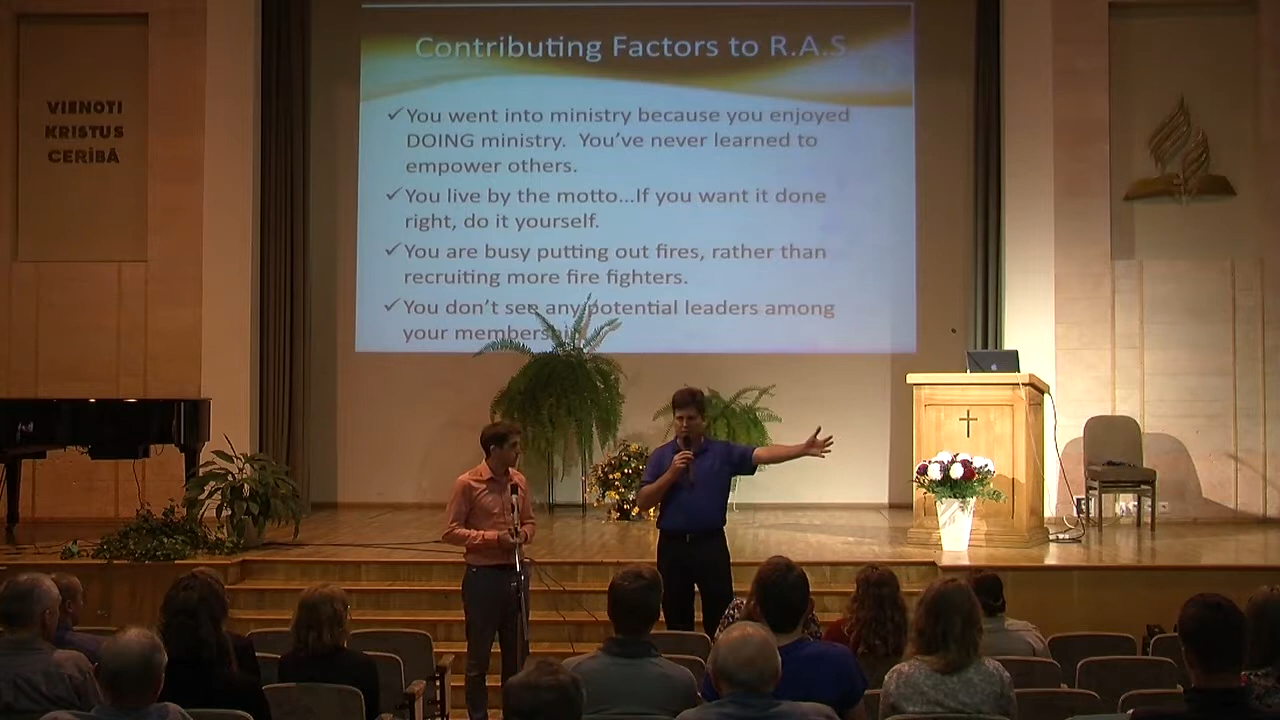 VIENOTI
KRISTUS
CERĪBĀ
Contributing Factors to R.A.S
✓You went into ministry because you enjoyed
DOING ministry. You've never learned to
empower others.
✓You live by the motto...If you want it done
right, do it yourself.
✓You are busy putting out fires, rather than
recruiting more fire fighters.
✓You don't see any potential leaders among
your